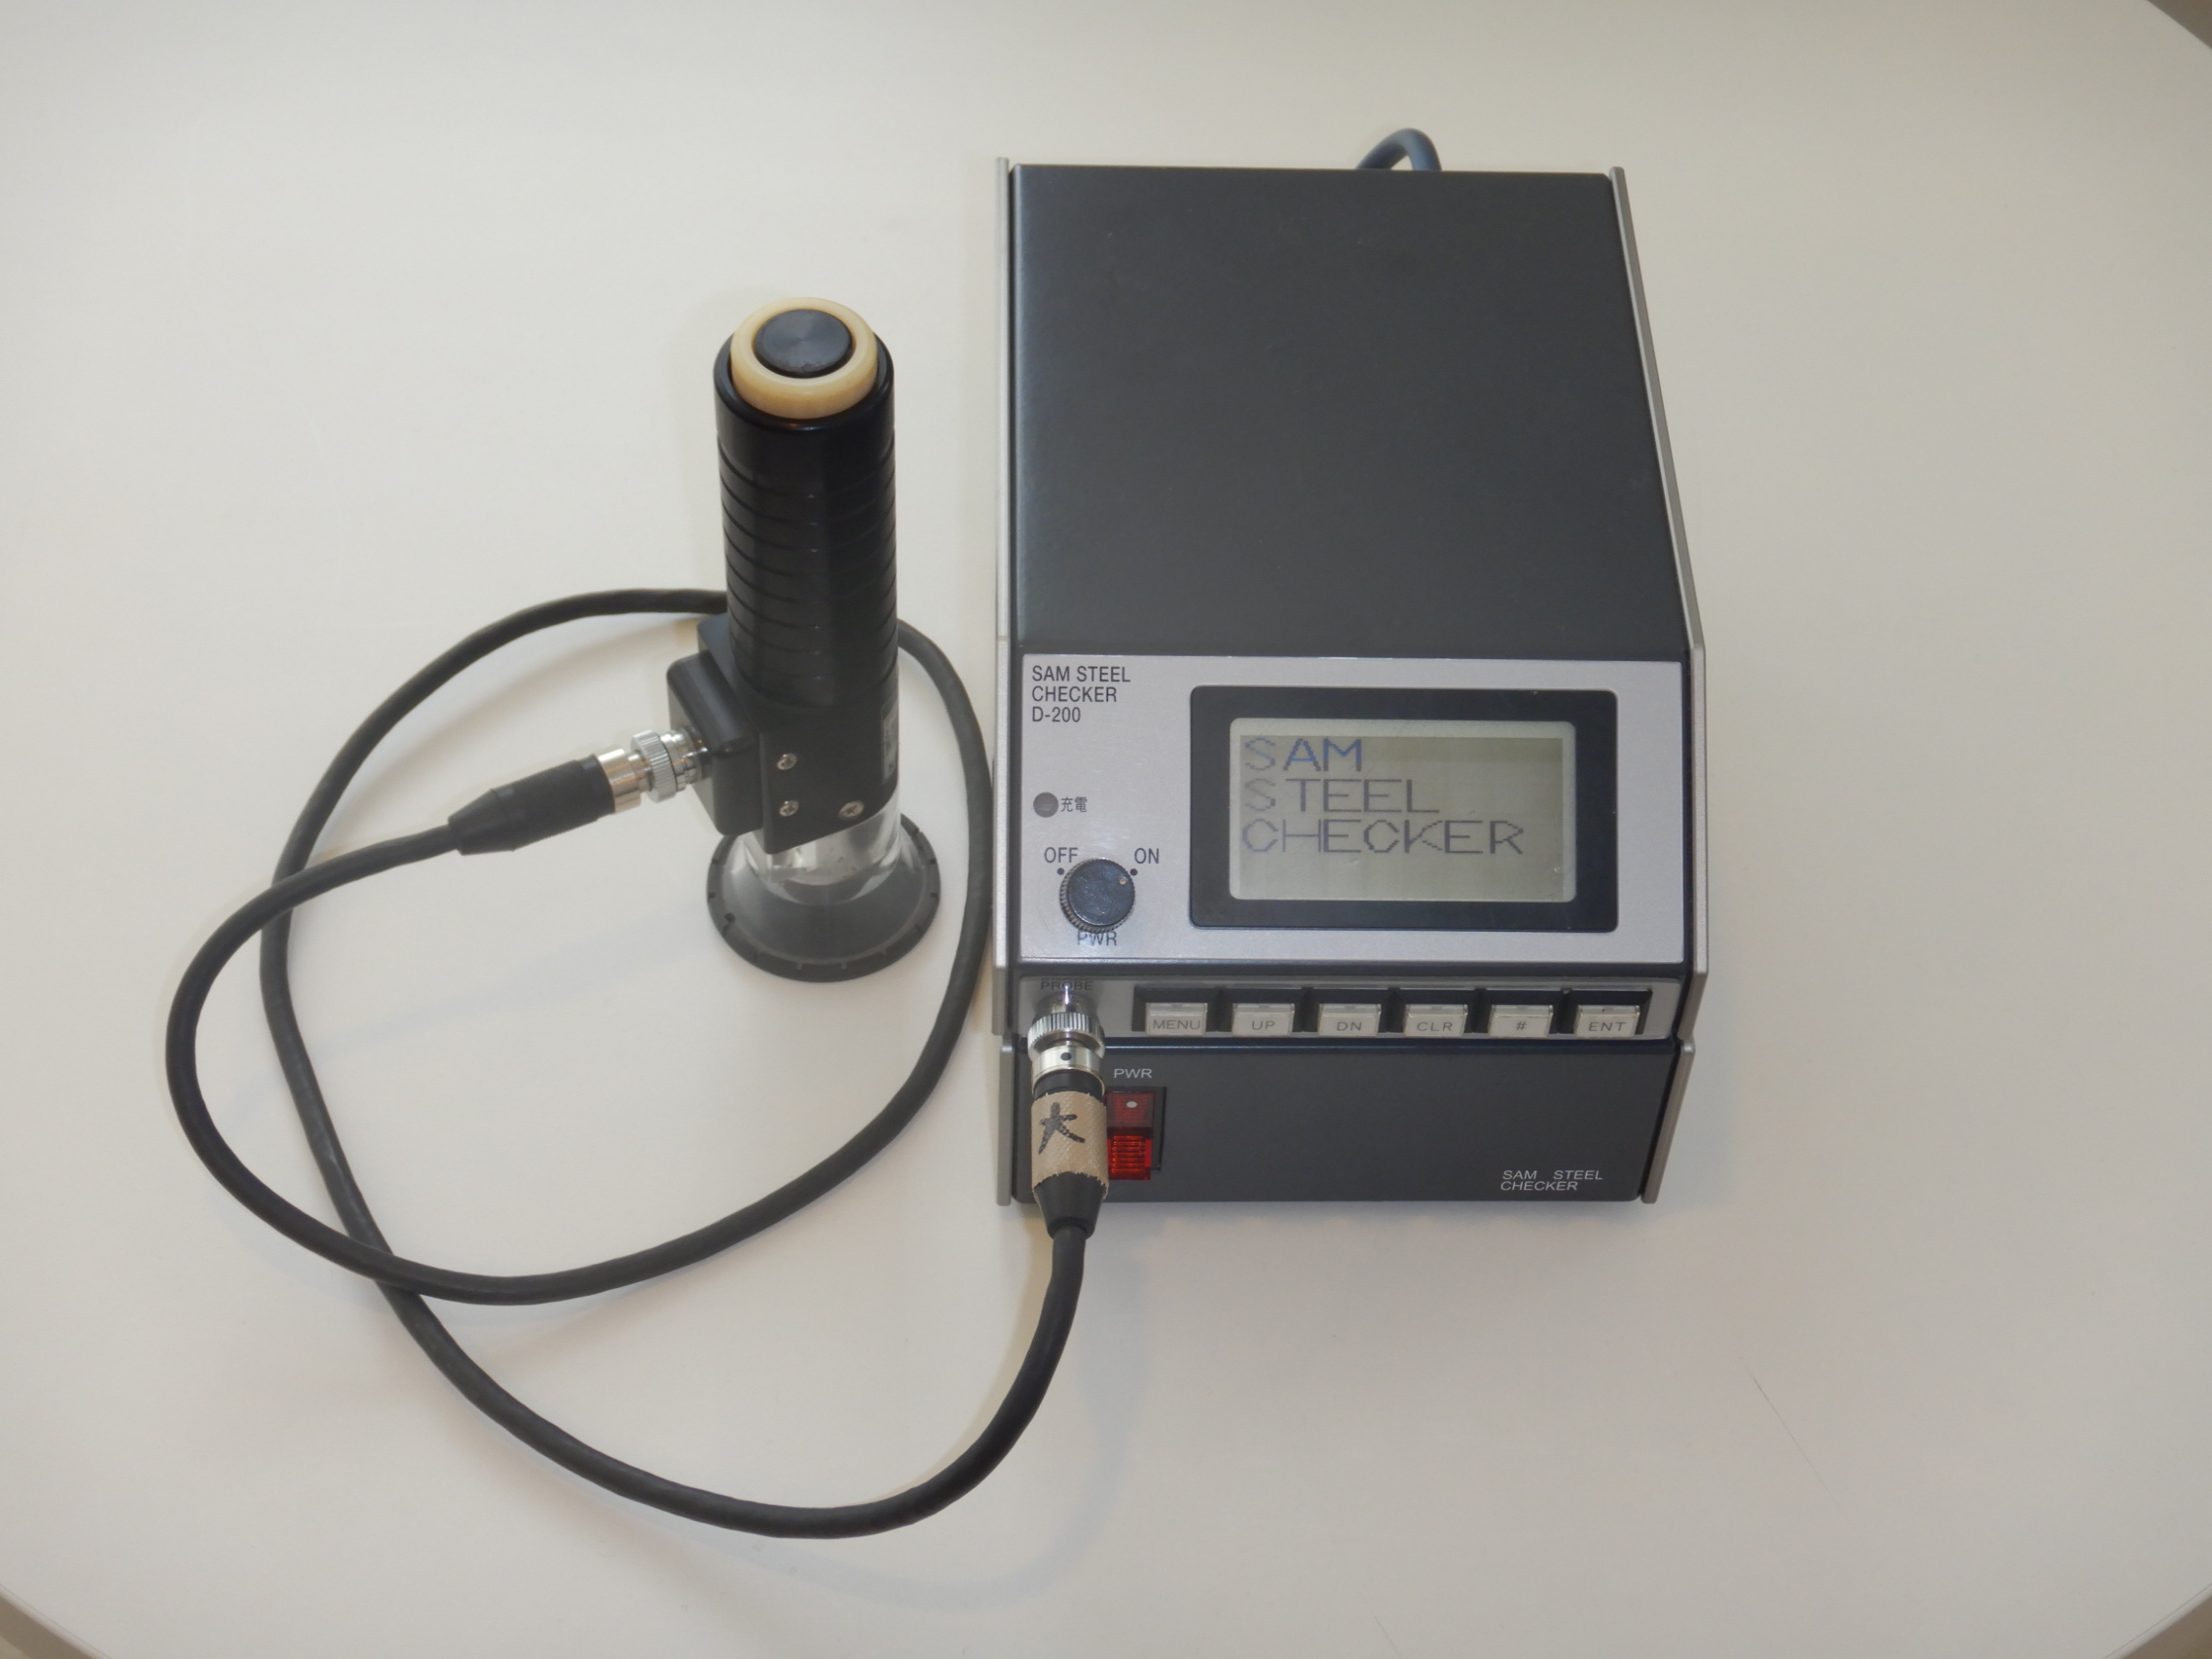 SAM STEEL
CHECKER
D-200
SAM
STEEL
CHECKER
充電
OFF
ON
PWR
PROBE
MENU
UP
DN
CLR
#
ENT
PWR
大
SAM STEEL
CHECKER